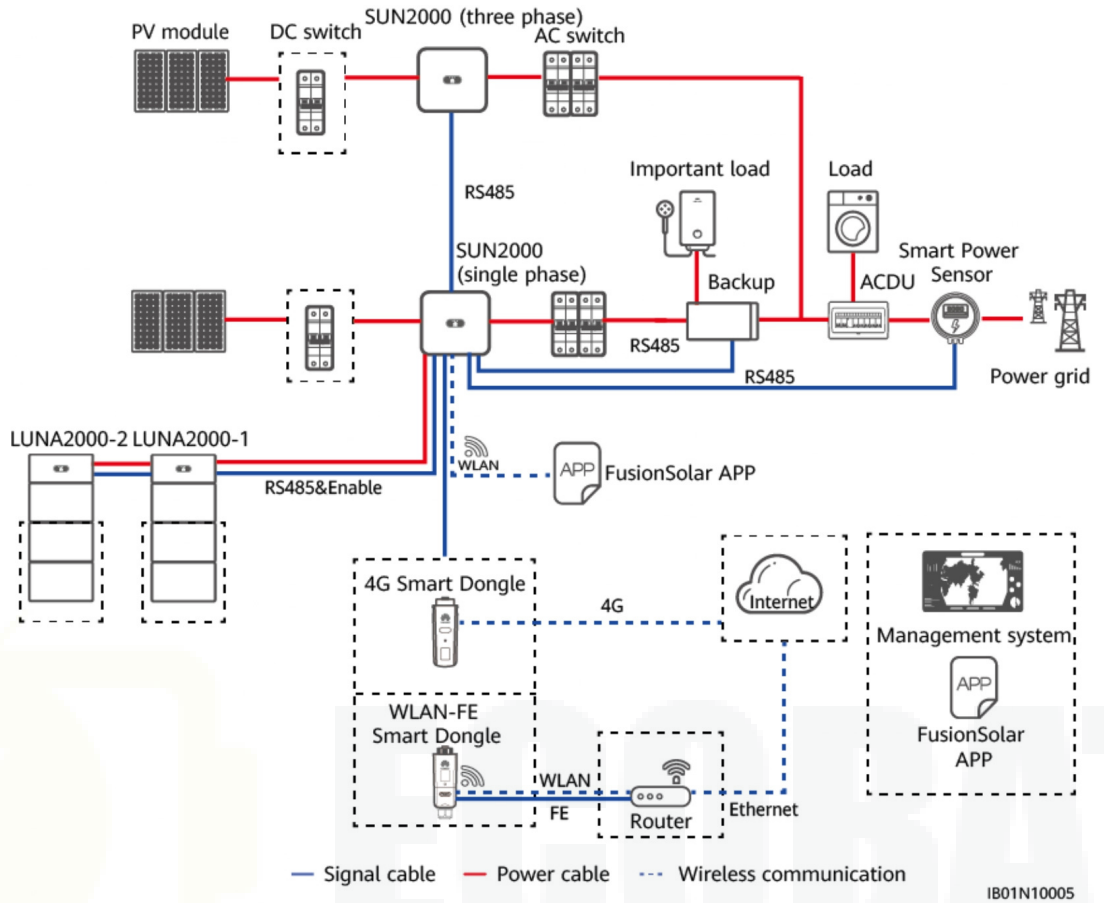 SUN2000 (three phase)
PV module
DC switch
AC switch
RS485
Important load
Load
SUN2000
(single phase)
Backup
ACDU
Smart Power
Sensor
RS485
RS485
Power grid
LUNA2000-2
LUNA2000-1
RS485&Enable
WLAN
APP
FusionSolar APP
4G Smart Dongle
4G
Internet
Management system
APP
FusionSolar
APP
WLAN-FE
Smart Dongle
WLAN
FE
Router
Ethernet
Signal cable
Power cable
Wireless communication
IB01N10005